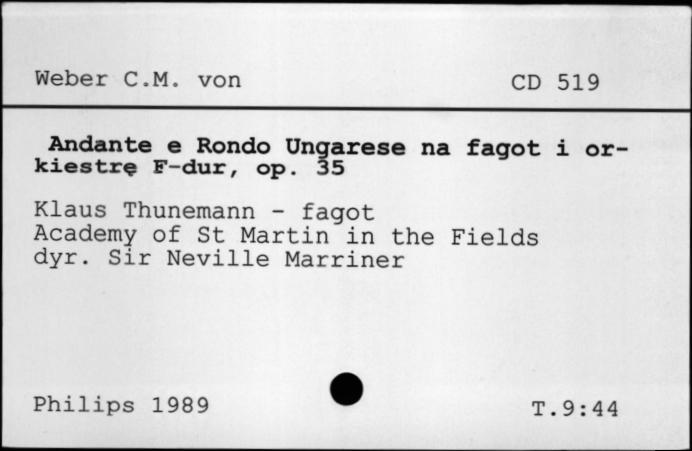 Weber C.M. von
CD 519
Andante e Rondo Ungarese na fagot i or-
kiestrę F-dur, op. 35
Klaus Thunemann - fagot
Academy of St Martin in the Fields
dyr. Sir Neville Marriner
Philips 1989
T.9:44